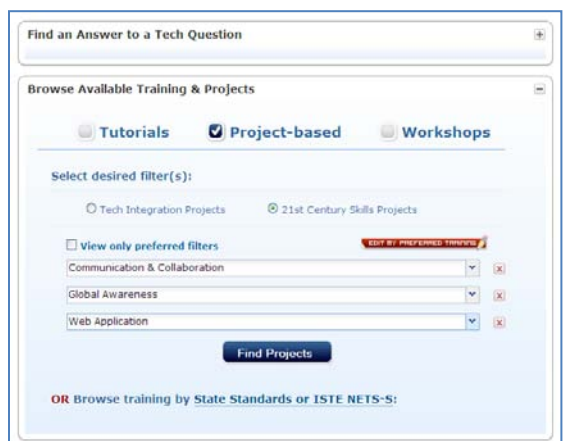 Find an Answer to a Tech Question
Browse Available Training & Projects
Tutorials Project-based Workshops
Select desired filter(s):
Tech Integration Projects 21st Century Skills Projects
View only preferred filters EDIT MY PREFERRED TRAINING
Communication & Collaboration
Global Awareness
Web Application
Find Projects
OR Browse training by State Standards or ISTE NETS-S: